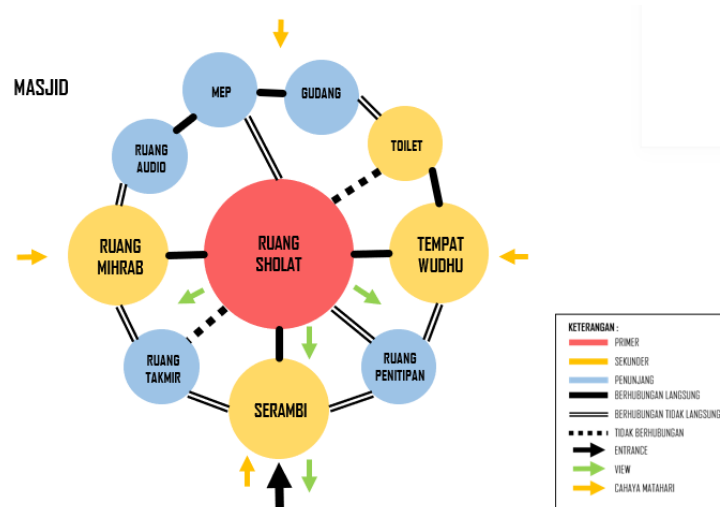 MASJID
MEP
GUDANG
RUANG
AUDIO
TOILET
RUANG
MIHRAB
RUANG
SHOLAT
TEMPAT
WUDHU
RUANG
TAKMIR
SERAMBI
RUANG
PENITIPAN
KETERANGAN :
PRIMER
SEKUNDER
PENUNJANG
BERHUBUNGAN LANGSUNG
BERHUBUNGAN TIDAK LANGSUNG
TIDAK BERHUBUNGAN
ENTRANCE
VIEW
CAHAYA MATAHARI